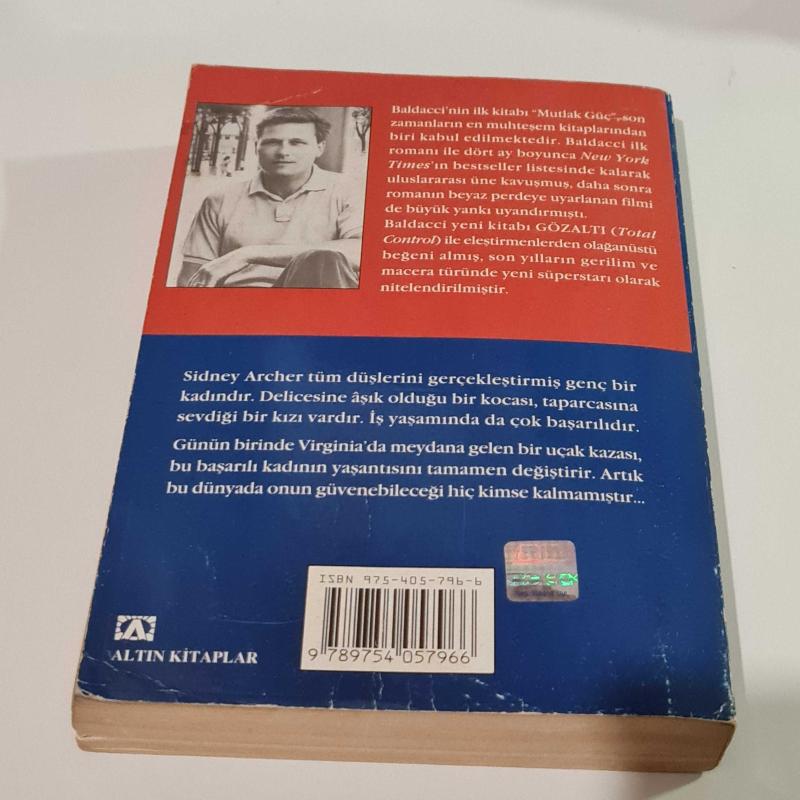 Baldacci'nin ilk kitabı "Mutlak Güç", son
zamanların en muhteşem kitaplarından
biri kabul edilmektedir. Baldacci ilk
romanı ile dört ay boyunca New York
Times'ın bestseller listesinde kalarak
uluslararası üne kavuşmuş, daha sonra
romanın beyaz perdeye uyarlanan filmi
de büyük yankı uyandırmıştı.
Baldacci yeni kitabı GÖZALTI (Total
Control) ile eleştirmenlerden olağanüstü
beğeni almış, son yılların gerilim ve
macera türünde yeni süperstarı olarak
nitelendirilmiştir.
Sidney Archer tüm düşlerini gerçekleştirmiş genç bir
kadındır. Delicesine âşık olduğu bir kocası, taparcasına
sevdiği bir kızı vardır. İş yaşamında da çok başarılıdır.
Günün birinde Virginia'da meydana gelen bir uçak kazası,
bu başarılı kadının yaşantısını tamamen değiştirir. Artık
bu dünyada onun güvenebileceği hiç kimse kalmamıştır...
ISBN 975-405-796-6
9 789754 057966
ALTIN KİTAPLAR